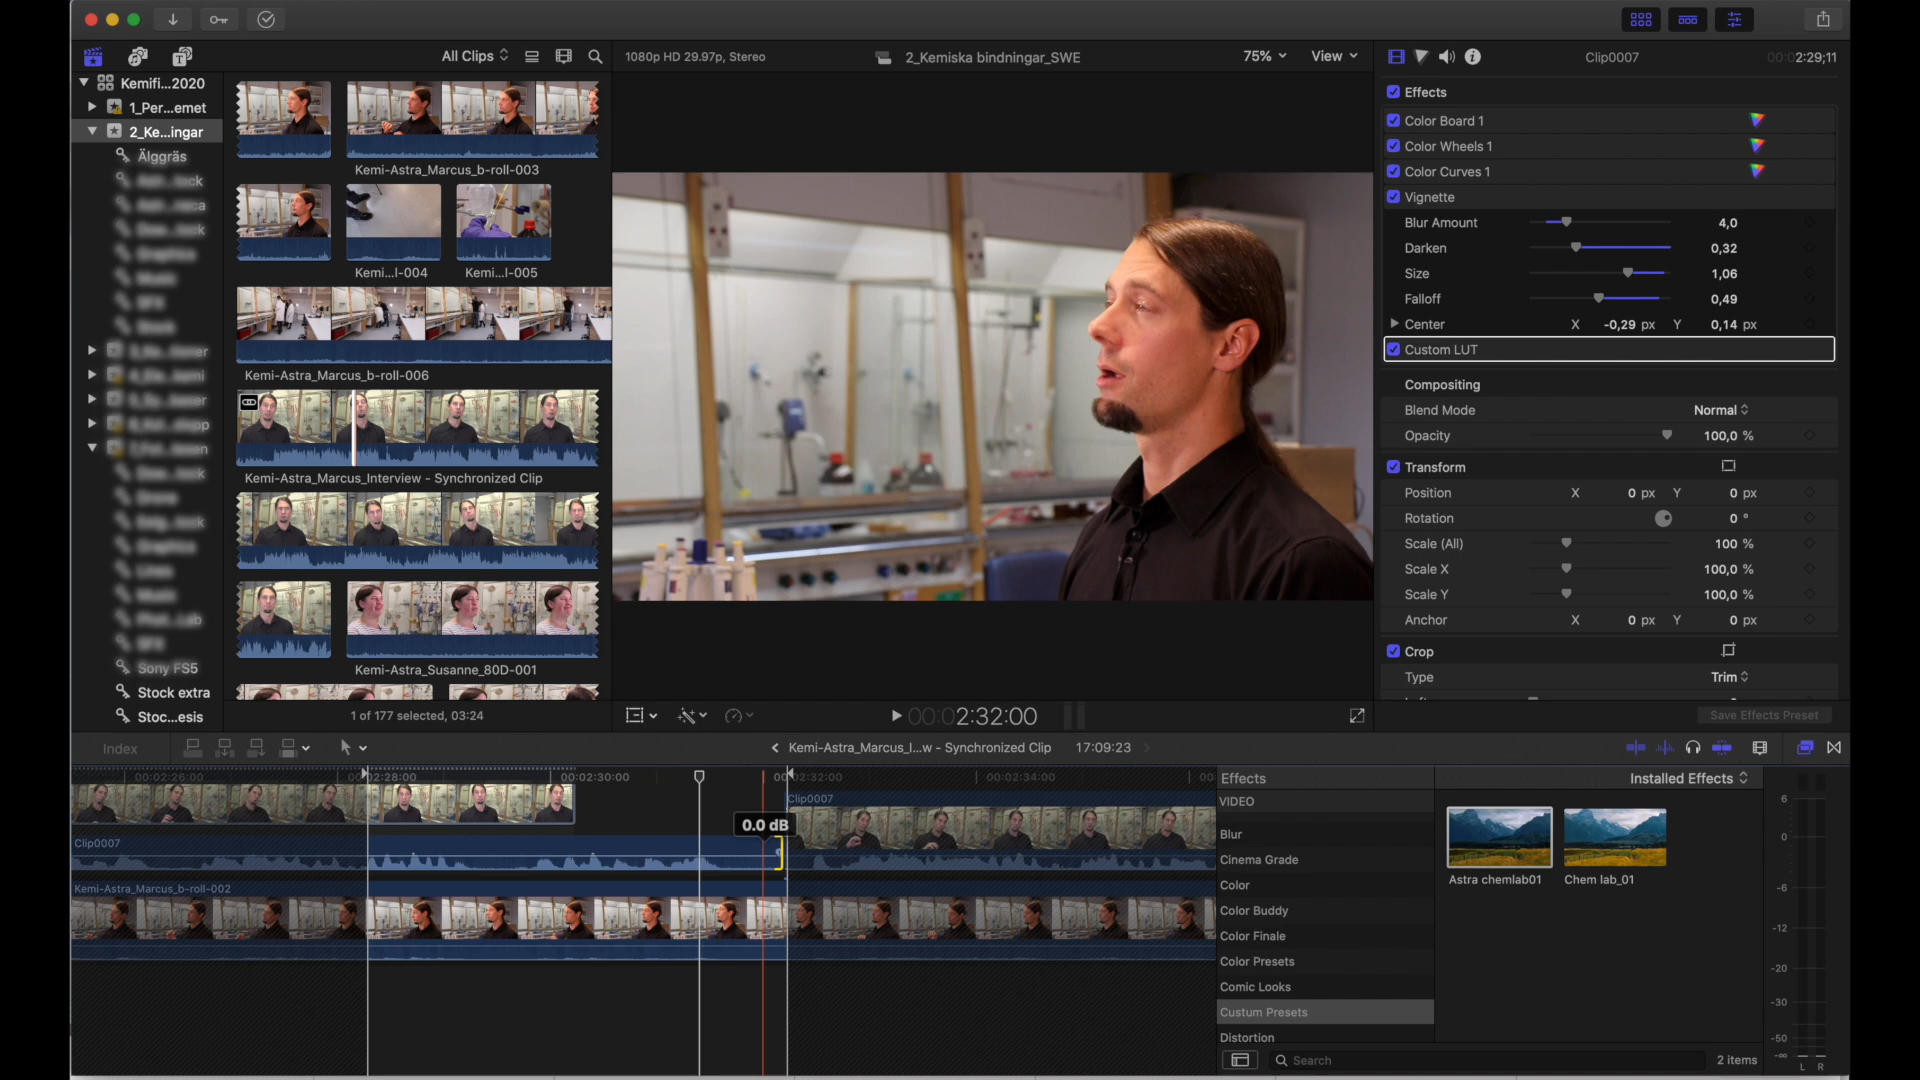 All Clips
1080p HD 29.97p, Stereo
2_Kemiska bindningar_SWE
75%
View
Clip0007
00:02:29;11
Kemifi...2020
1_Per...emet
2_Ke...ingar
Älggräs
Graphics
Music
SFX
Stock
Drone
Graphics
Music
SFX
Sony FS5
Stock extra
Stoc...esis
Kemi-Astra_Marcus_b-roll-003
Kemi...l-004
Kemi...l-005
Kemi-Astra_Marcus_b-roll-006
Kemi-Astra_Marcus_Interview - Synchronized Clip
Kemi-Astra_Susanne_80D-001
1 of 177 selected, 03:24
00:02:32:00
Effects
Color Board 1
Color Wheels 1
Color Curves 1
Vignette
Blur Amount 4,0
Darken 0,32
Size 1,06
Falloff 0,49
Center X -0,29 px Y 0,14 px
Custom LUT
Compositing
Blend Mode Normal
Opacity 100,0 %
Transform
Position X 0 px Y 0 px
Rotation 0 °
Scale (All) 100 %
Scale X 100,0 %
Scale Y 100,0 %
Anchor X 0 px Y 0 px
Crop
Type Trim
Save Effects Preset
Index
Kemi-Astra_Marcus_I...w - Synchronized Clip 17:09:23
00:02:26:00
02:28:00
00:02:30:00
02:32:00
00:02:34:00
00
Clip0007
0.0 dB
Clip0007
Kemi-Astra_Marcus_b-roll-002
Effects
VIDEO
Blur
Cinema Grade
Color
Color Buddy
Color Finale
Color Presets
Comic Looks
Custum Presets
Distortion
Installed Effects
Astra chemlab01
Chem lab_01
Search
2 items
6
0
-6
-12
-20
-30
-50
-∞
L R